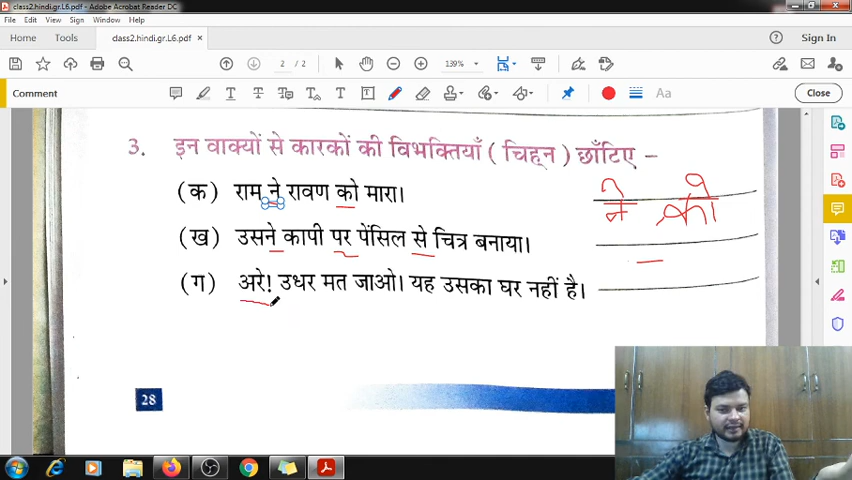 class2.hindi.gr.L6.pdf - Adobe Acrobat Reader DC
File Edit View Sign Window Help
Home Tools class2.hindi.gr.L6.pdf × Sign In
2 / 2 139%
Comment Aa Close
3. इन वाक्यों से कारकों की विभक्तियाँ ( चिह्न ) छाँटिए –
(क) राम ने रावण को मारा। ने को
(ख) उसने कापी पर पेंसिल से चित्र बनाया।
(ग) अरे! उधर मत जाओ। यह उसका घर नहीं है।
28